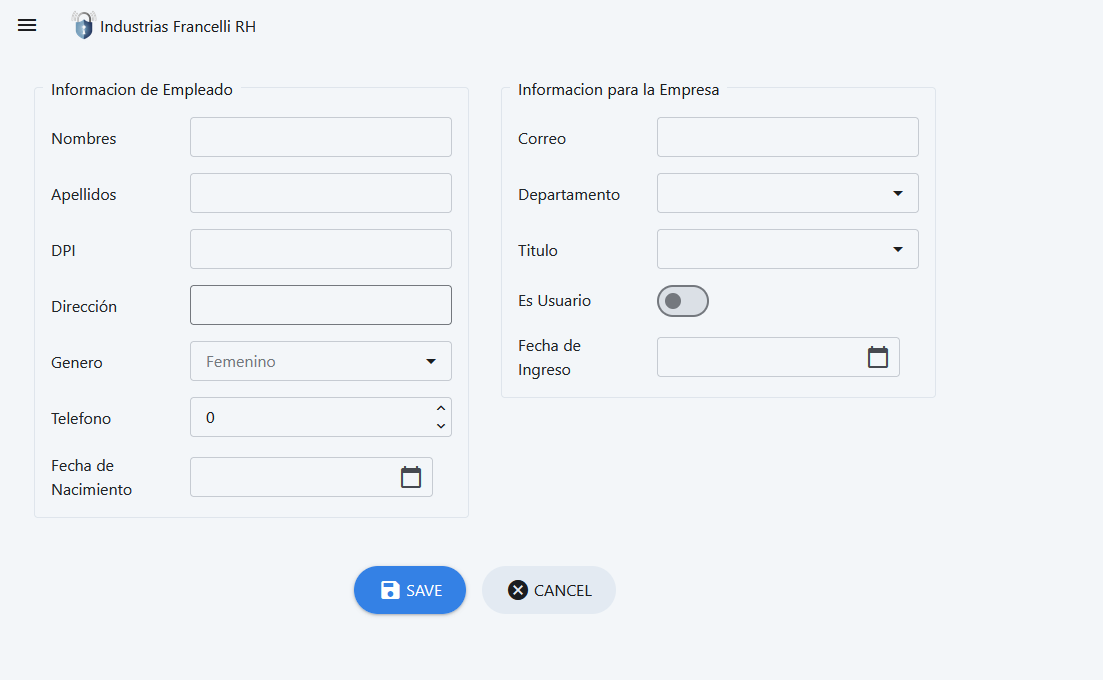 Industrias Francelli RH
Informacion de Empleado
Nombres
Apellidos
DPI
Dirección
Genero
Femenino
Telefono
0
Fecha de
Nacimiento
Informacion para la Empresa
Correo
Departamento
Titulo
Es Usuario
Fecha de
Ingreso
SAVE
CANCEL